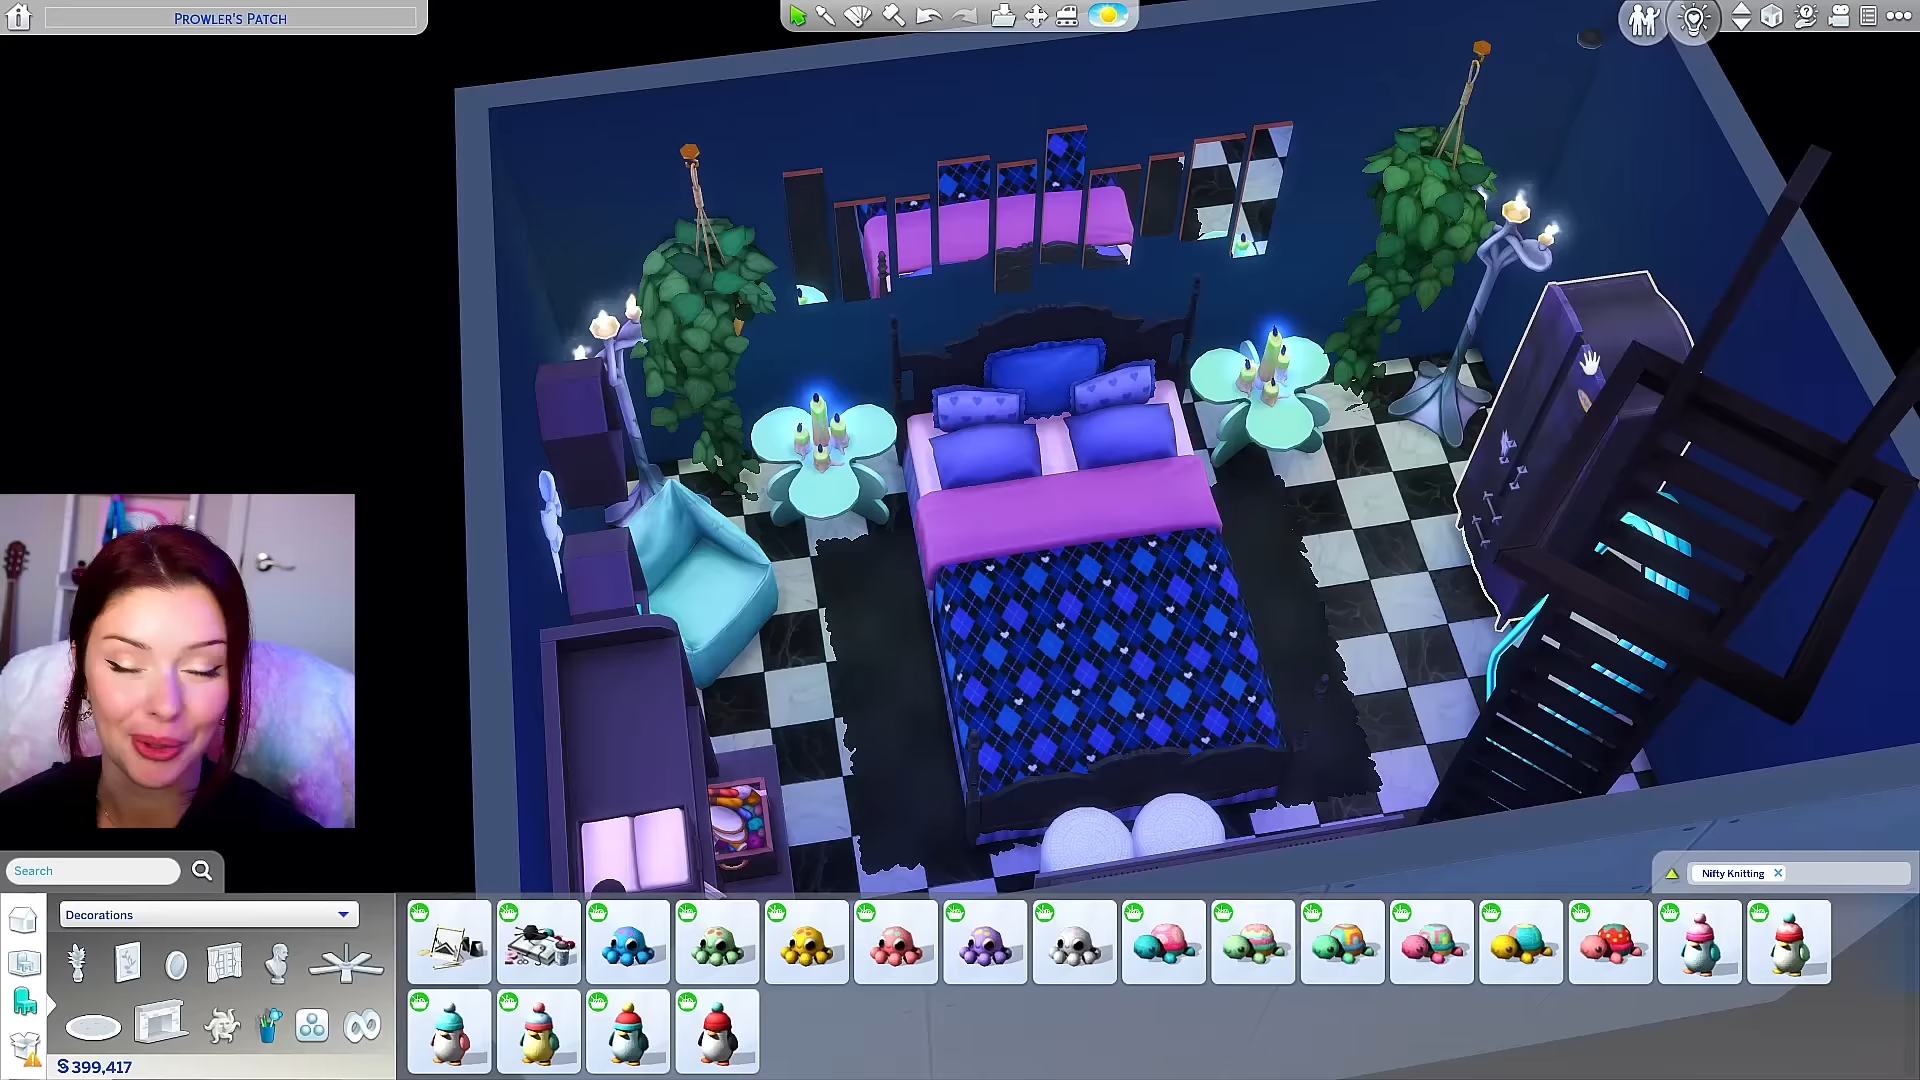 PROWLER'S PATCH
Search
Nifty Knitting
Decorations
§399,417